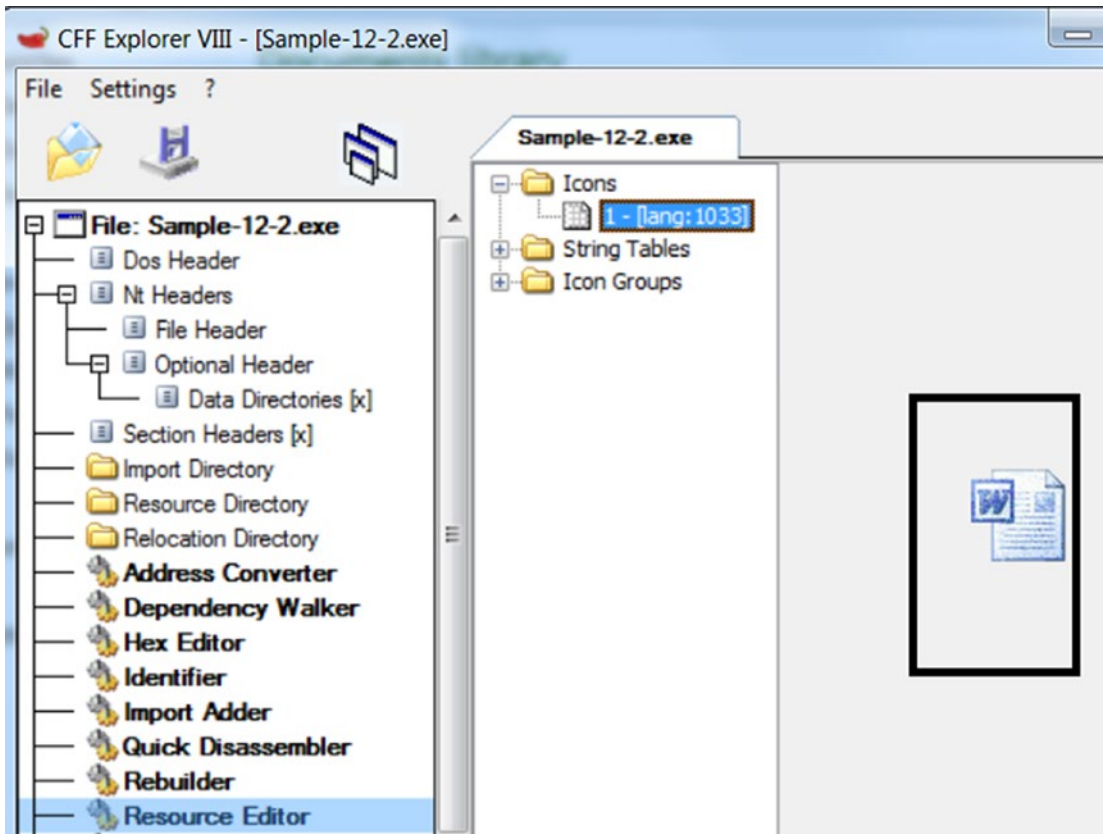 CFF Explorer VIII - [Sample-12-2.exe]
File Settings ?
Sample-12-2.exe
File: Sample-12-2.exe
Dos Header
Nt Headers
File Header
Optional Header
Data Directories [x]
Section Headers [x]
Import Directory
Resource Directory
Relocation Directory
Address Converter
Dependency Walker
Hex Editor
Identifier
Import Adder
Quick Disassembler
Rebuilder
Resource Editor
Icons
1 - [lang:1033]
String Tables
Icon Groups
W